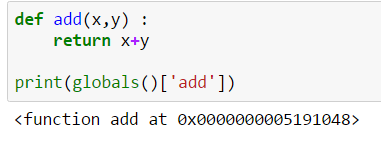 def add(x,y) :
    return x+y
print(globals()['add'])
<function add at 0x0000000005191048>